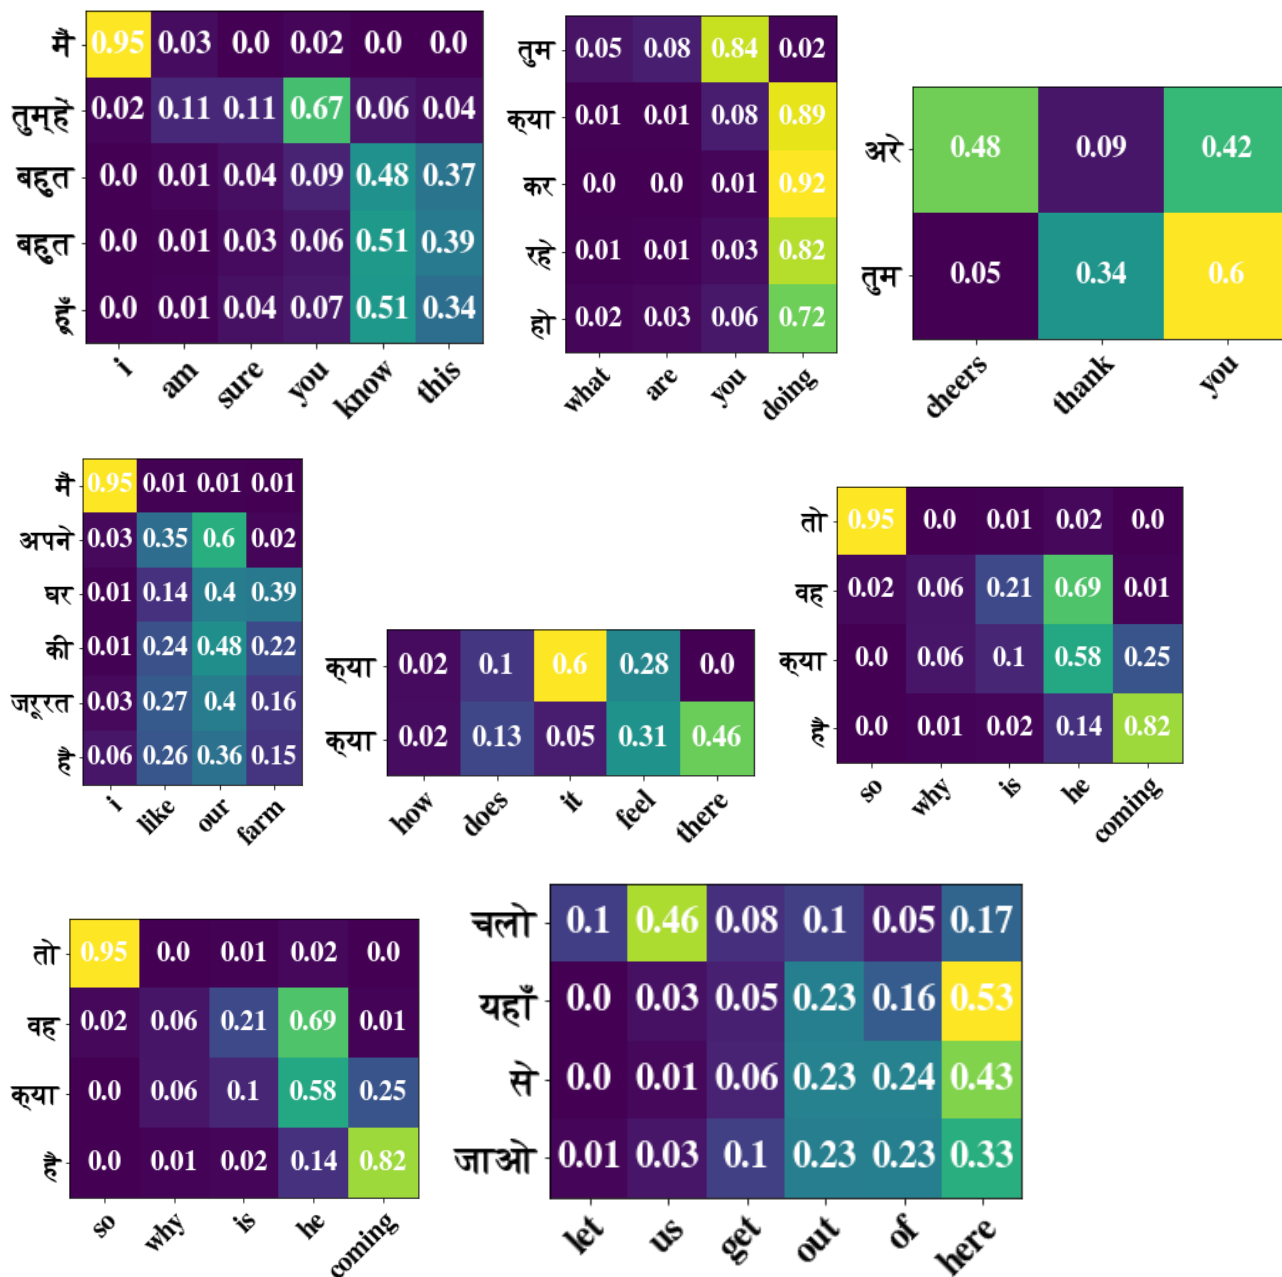 मैं 0.95 0.03 0.0 0.02 0.0 0.0
तुम्हें 0.02 0.11 0.11 0.67 0.06 0.04
बहुत 0.0 0.01 0.04 0.09 0.48 0.37
बहुत 0.0 0.01 0.03 0.06 0.51 0.39
हूँ 0.0 0.01 0.04 0.07 0.51 0.34
i am sure you know this
तुम 0.05 0.08 0.84 0.02
क्या 0.01 0.01 0.08 0.89
कर 0.0 0.0 0.01 0.92
रहे 0.01 0.01 0.03 0.82
हो 0.02 0.03 0.06 0.72
what are you doing
अरे 0.48 0.09 0.42
तुम 0.05 0.34 0.6
cheers thank you
मैं 0.95 0.01 0.01 0.01
अपने 0.03 0.35 0.6 0.02
घर 0.01 0.14 0.4 0.39
की 0.01 0.24 0.48 0.22
जरूरत 0.03 0.27 0.4 0.16
है 0.06 0.26 0.36 0.15
i like our farm
क्या 0.02 0.1 0.6 0.28 0.0
क्या 0.02 0.13 0.05 0.31 0.46
how does it feel there
तो 0.95 0.0 0.01 0.02 0.0
वह 0.02 0.06 0.21 0.69 0.01
क्या 0.0 0.06 0.1 0.58 0.25
है 0.0 0.01 0.02 0.14 0.82
so why is he coming
तो 0.95 0.0 0.01 0.02 0.0
वह 0.02 0.06 0.21 0.69 0.01
क्या 0.0 0.06 0.1 0.58 0.25
है 0.0 0.01 0.02 0.14 0.82
so why is he coming
चलो 0.1 0.46 0.08 0.1 0.05 0.17
यहाँ 0.0 0.03 0.05 0.23 0.16 0.53
से 0.0 0.01 0.06 0.23 0.24 0.43
जाओ 0.01 0.03 0.1 0.23 0.23 0.33
let us get out of here